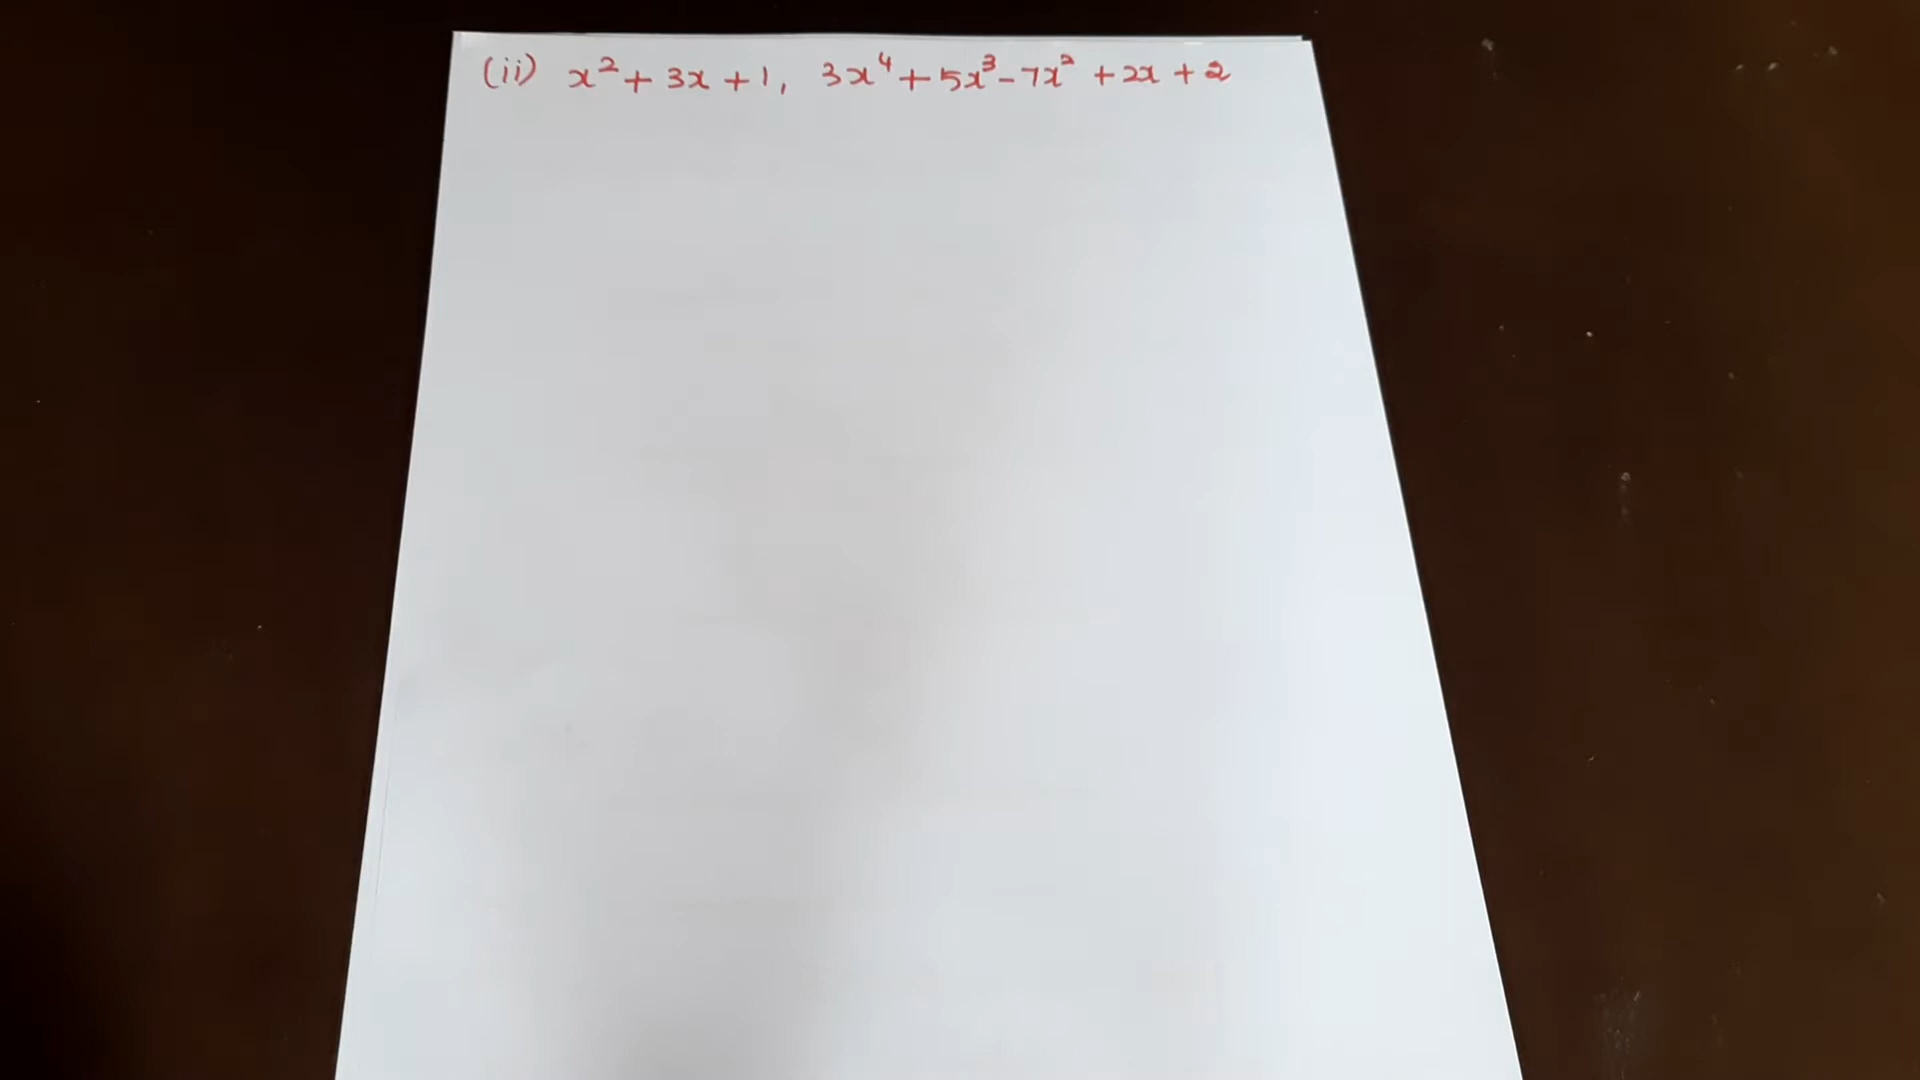 (ii) x² + 3x + 1, 3x⁴ + 5x³ - 7x² + 2x + 2